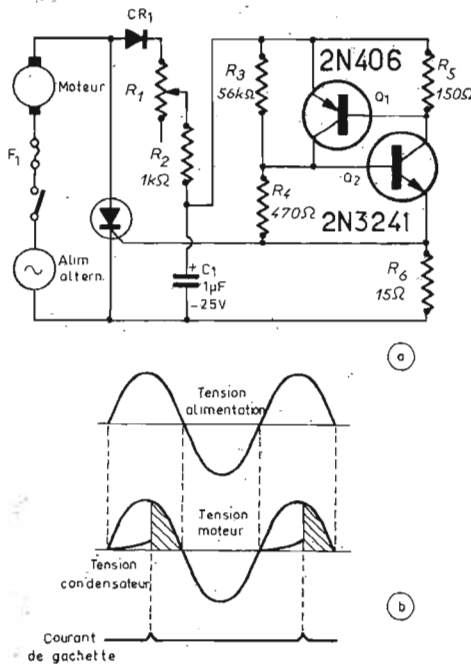 CR1
Moteur
F1
Alim
altern.
R1
R2
1kΩ
+ C1
1µF
-25V
R3
56kΩ
R4
470Ω
2N406
Q1
Q2
2N3241
R5
150Ω
R6
15Ω
a
Tension
alimentation
Tension
moteur
Tension
condensateur
b
Courant
de gachette